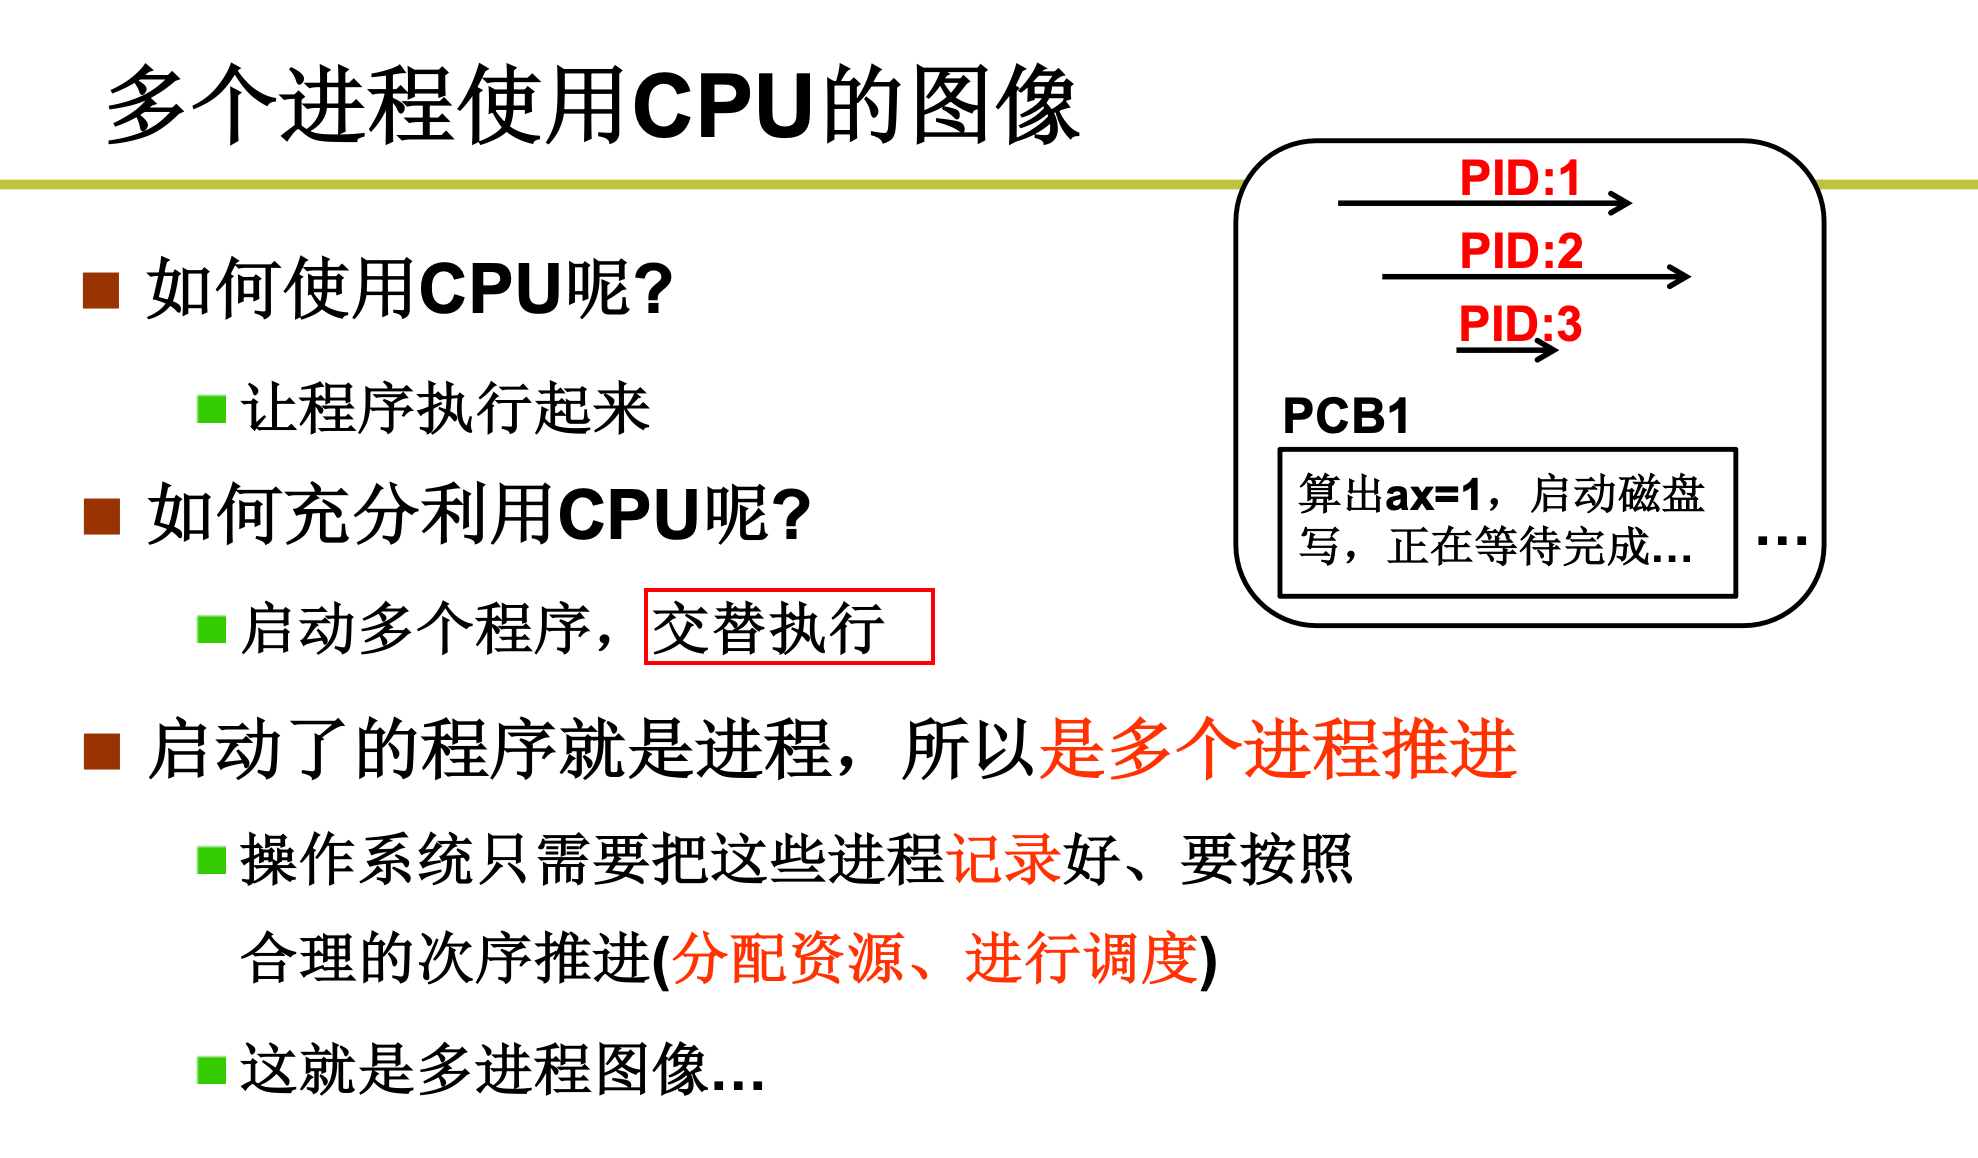 多个进程使用CPU的图像
PID:1
PID:2
PID:3
PCB1
算出ax=1，启动磁盘
写，正在等待完成...
...
如何使用CPU呢?
让程序执行起来
如何充分利用CPU呢?
启动多个程序，交替执行
启动了的程序就是进程，所以是多个进程推进
操作系统只需要把这些进程记录好、要按照
合理的次序推进(分配资源、进行调度)
这就是多进程图像...